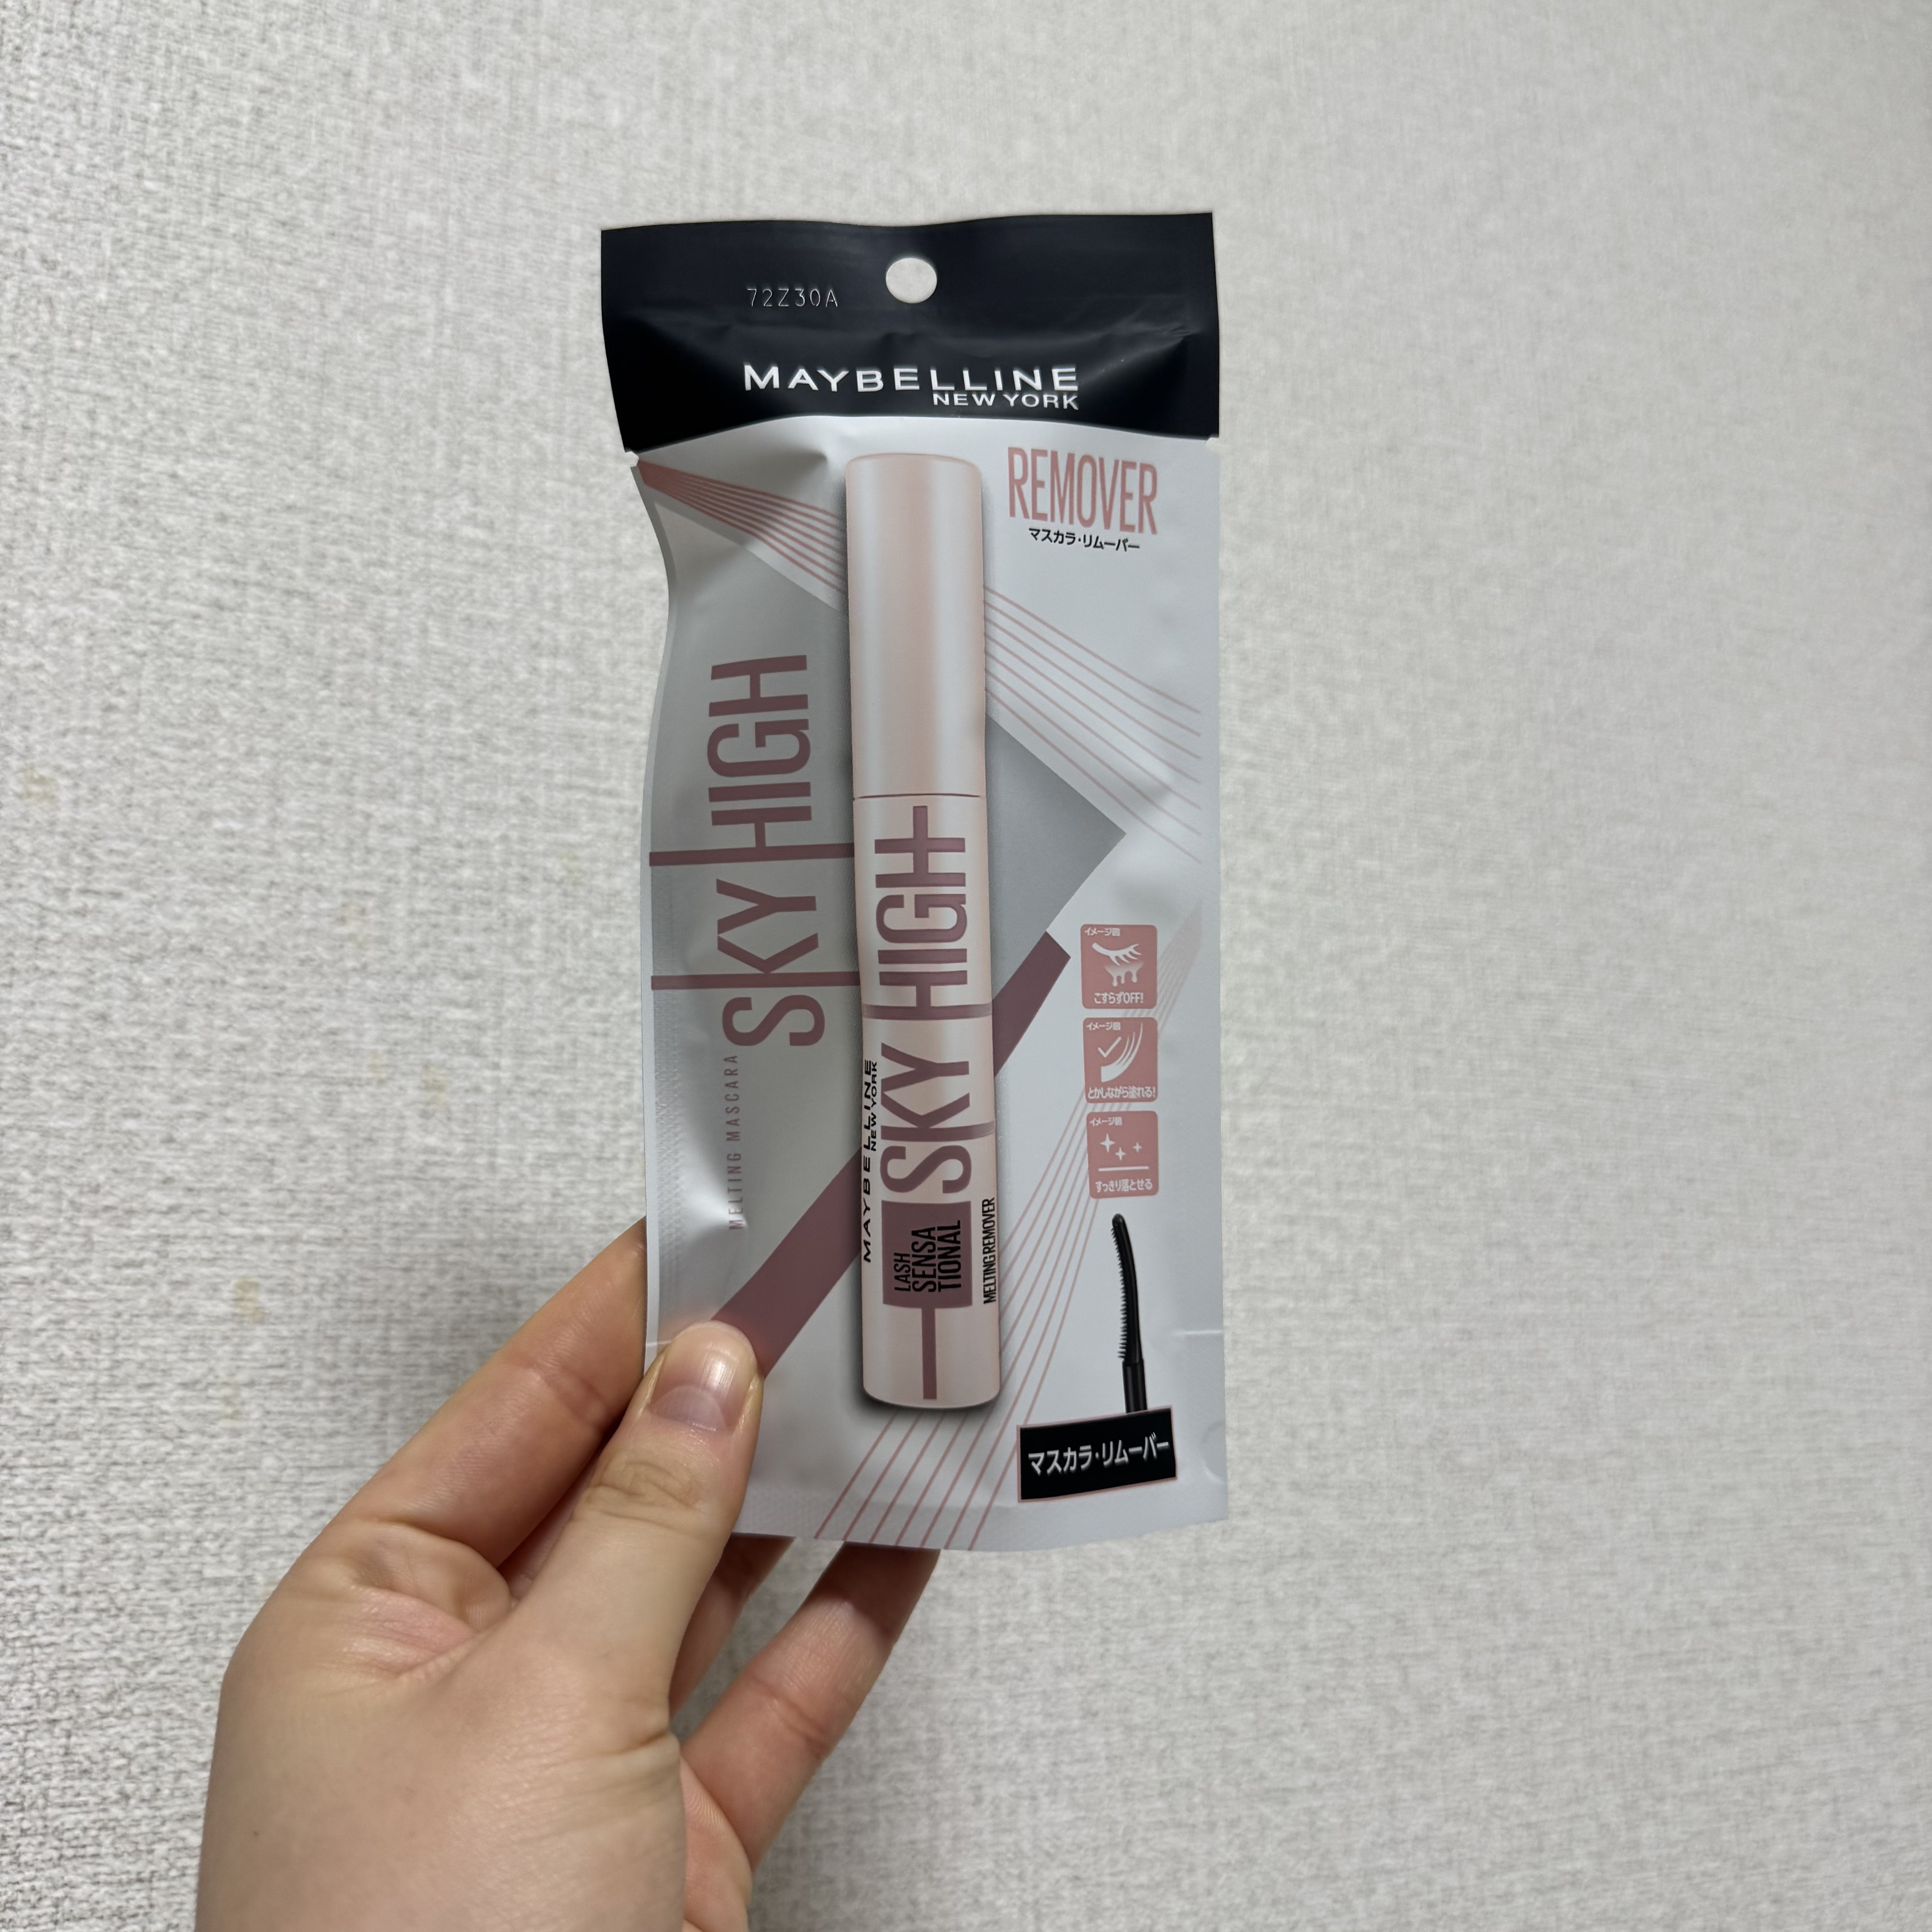 72Z30A
MAYBELLINE
NEW YORK
REMOVER
マスカラ・リムーバー
SKY HIGH
MELTING MASCARA
MAYBELLINE
NEW YORK
LASH
SENSA
TIONAL
SKY HIGH
MELTING REMOVER
イメージ図
こすらずOFF!
イメージ図
とかしながら塗れる!
イメージ図
すっきり落とせる
マスカラ・リムーバー